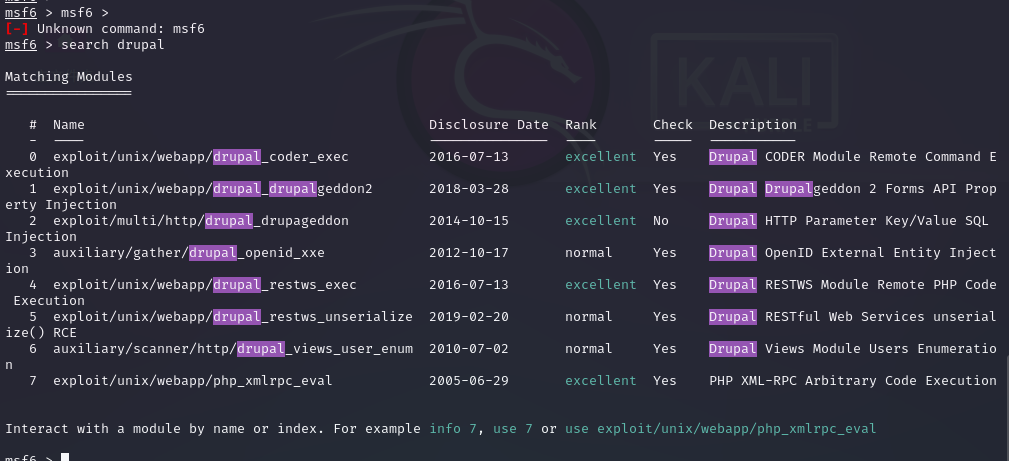 msf6 > msf6 >
[-] Unknown command: msf6
msf6 > search drupal
Matching Modules
================
# Name Disclosure Date Rank Check Description
- ---- --------------- ---- ----- -----------
0 exploit/unix/webapp/drupal_coder_exec 2016-07-13 excellent Yes Drupal CODER Module Remote Command E
xecution
1 exploit/unix/webapp/drupal_drupalgeddon2 2018-03-28 excellent Yes Drupal Drupalgeddon 2 Forms API Prop
erty Injection
2 exploit/multi/http/drupal_drupageddon 2014-10-15 excellent No Drupal HTTP Parameter Key/Value SQL
Injection
3 auxiliary/gather/drupal_openid_xxe 2012-10-17 normal Yes Drupal OpenID External Entity Inject
ion
4 exploit/unix/webapp/drupal_restws_exec 2016-07-13 excellent Yes Drupal RESTWS Module Remote PHP Code
Execution
5 exploit/unix/webapp/drupal_restws_unserialize 2019-02-20 normal Yes Drupal RESTful Web Services unserial
ize() RCE
6 auxiliary/scanner/http/drupal_views_user_enum 2010-07-02 normal Yes Drupal Views Module Users Enumeratio
n
7 exploit/unix/webapp/php_xmlrpc_eval 2005-06-29 excellent Yes PHP XML-RPC Arbitrary Code Execution
Interact with a module by name or index. For example info 7, use 7 or use exploit/unix/webapp/php_xmlrpc_eval
msf6 >
KALI